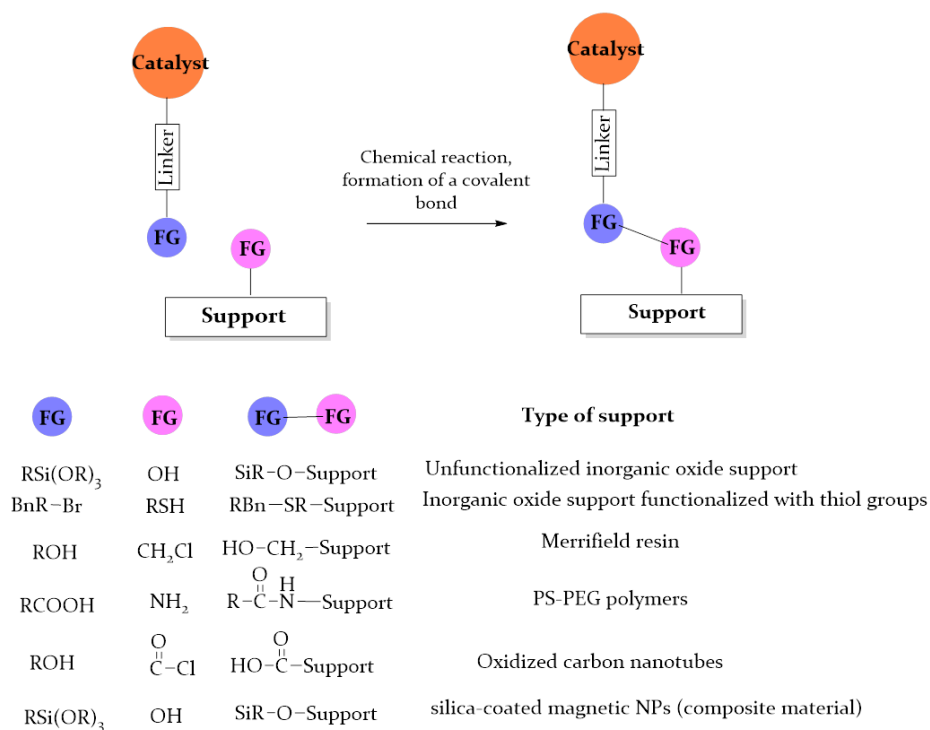 Catalyst
Linker
FG
FG
Support
Chemical reaction,
formation of a covalent
bond
Catalyst
Linker
FG
FG
Support
FG FG FG FG Type of support
RSi(OR)₃ OH SiR–O–Support Unfunctionalized inorganic oxide support
BnR–Br RSH RBn–SR–Support Inorganic oxide support functionalized with thiol groups
ROH CH₂Cl HO–CH₂–Support Merrifield resin
O H
RCOOH NH₂ R–C–N–Support PS-PEG polymers
O O
ROH C–Cl HO–C–Support Oxidized carbon nanotubes
RSi(OR)₃ OH SiR–O–Support silica-coated magnetic NPs (composite material)